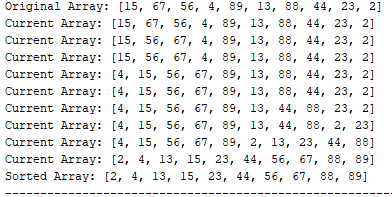 Original Array: [15, 67, 56, 4, 89, 13, 88, 44, 23, 2]
Current Array: [15, 67, 56, 4, 89, 13, 88, 44, 23, 2]
Current Array: [15, 56, 67, 4, 89, 13, 88, 44, 23, 2]
Current Array: [15, 56, 67, 4, 89, 13, 88, 44, 23, 2]
Current Array: [4, 15, 56, 67, 89, 13, 88, 44, 23, 2]
Current Array: [4, 15, 56, 67, 89, 13, 88, 44, 23, 2]
Current Array: [4, 15, 56, 67, 89, 13, 44, 88, 23, 2]
Current Array: [4, 15, 56, 67, 89, 13, 44, 88, 2, 23]
Current Array: [4, 15, 56, 67, 89, 2, 13, 23, 44, 88]
Current Array: [2, 4, 13, 15, 23, 44, 56, 67, 88, 89]
Sorted Array: [2, 4, 13, 15, 23, 44, 56, 67, 88, 89]